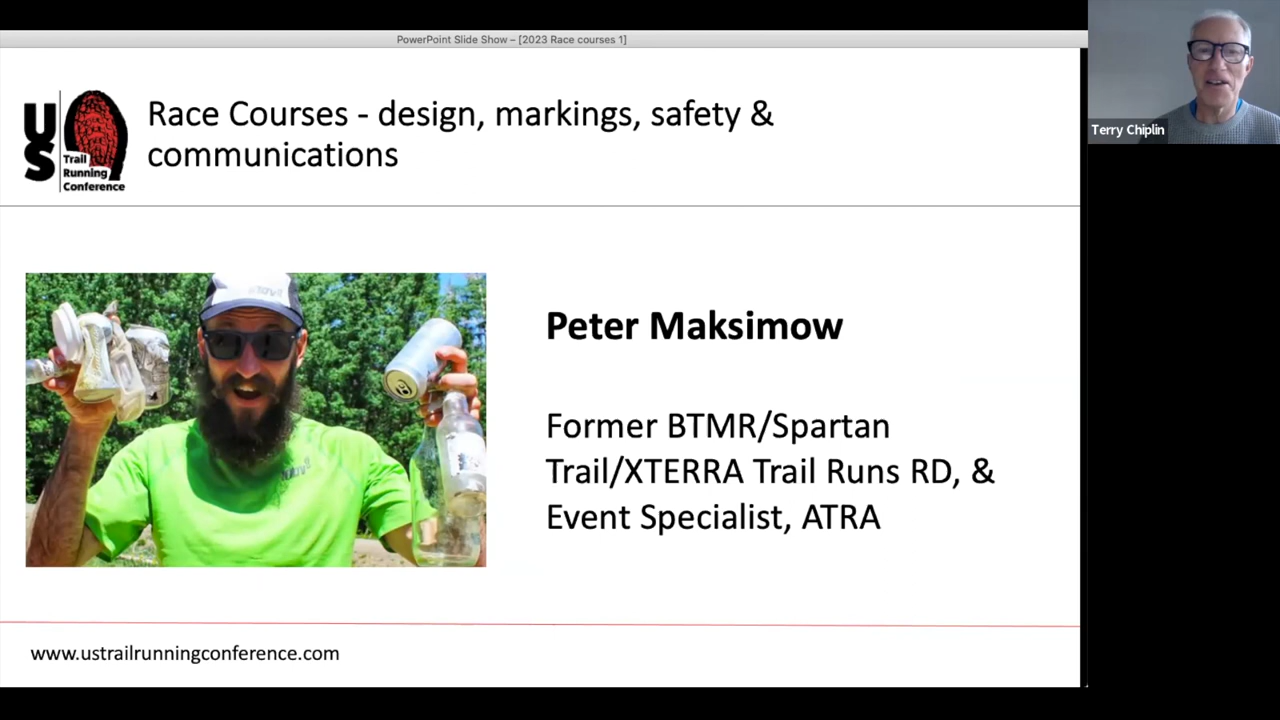 PowerPoint Slide Show – [2023 Race courses 1]
Terry Chiplin
US
Trail
Running
Conference
Race Courses - design, markings, safety &
communications
Peter Maksimow
Former BTMR/Spartan
Trail/XTERRA Trail Runs RD, &
Event Specialist, ATRA
www.ustrailrunningconference.com